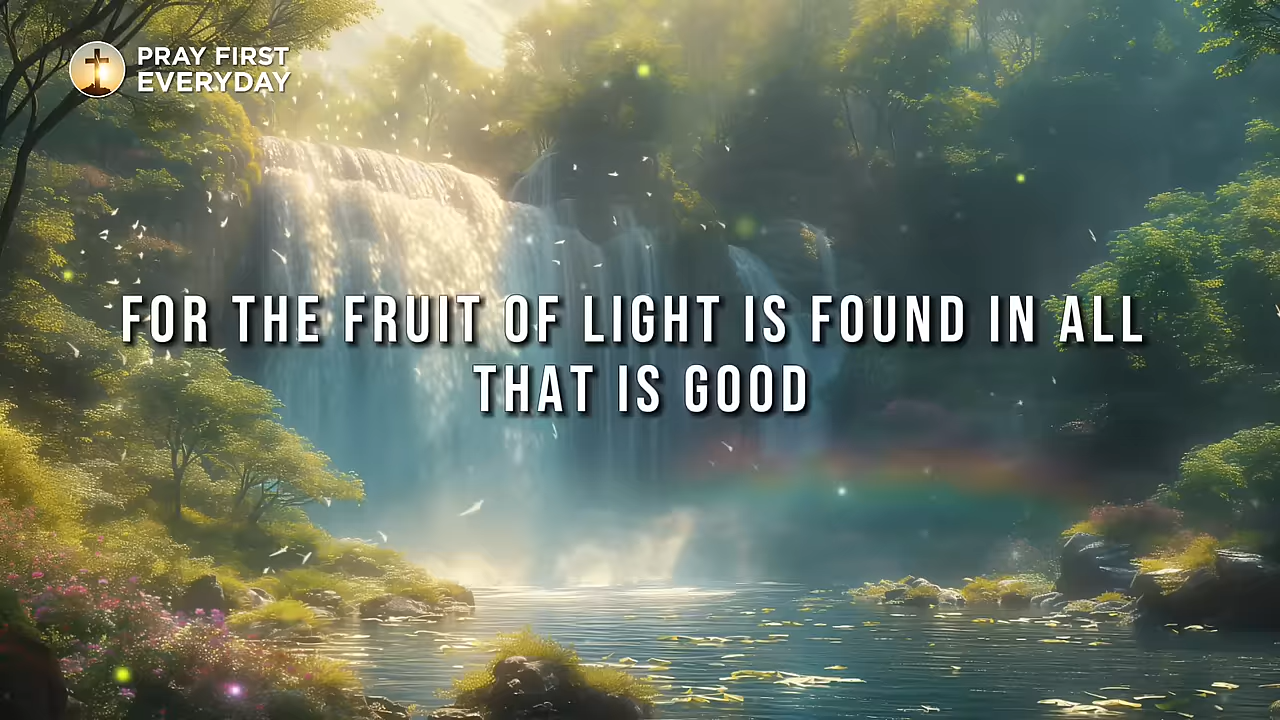 PRAY FIRST
EVERYDAY
FOR THE FRUIT OF LIGHT IS FOUND IN ALL
THAT IS GOOD